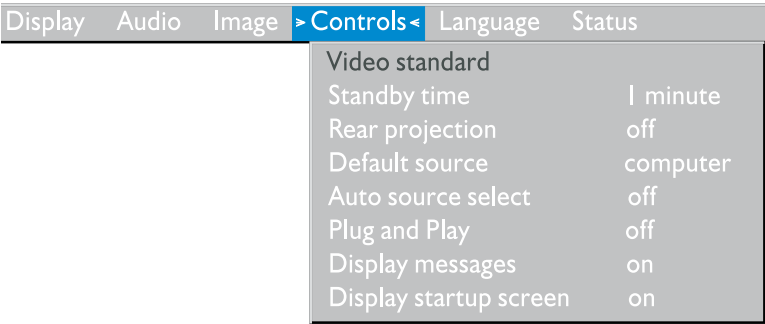 Display Audio Image >Controls< Language Status
Video standard
Standby time 1 minute
Rear projection off
Default source computer
Auto source select off
Plug and Play off
Display messages on
Display startup screen on